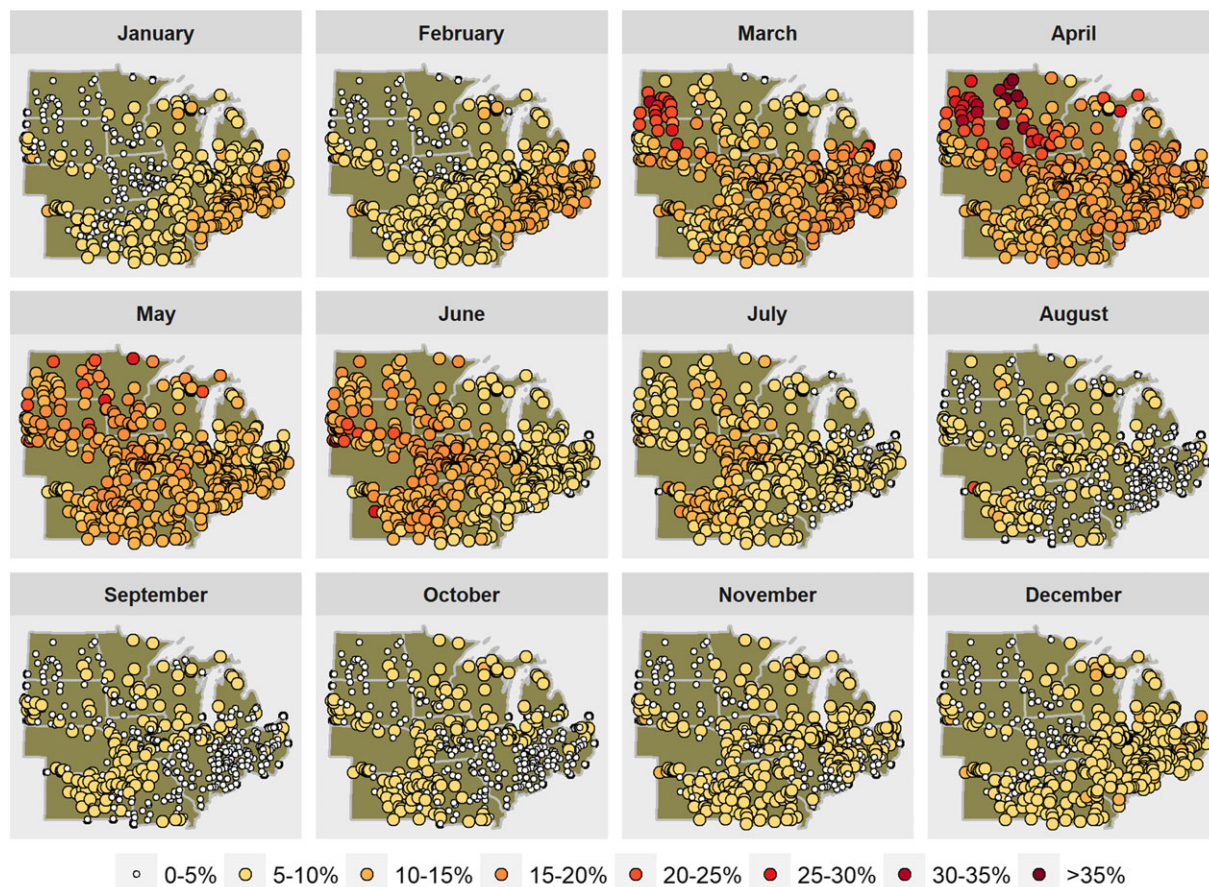 January February March April
May June July August
September October November December
0-5% 5-10% 10-15% 15-20% 20-25% 25-30% 30-35% >35%